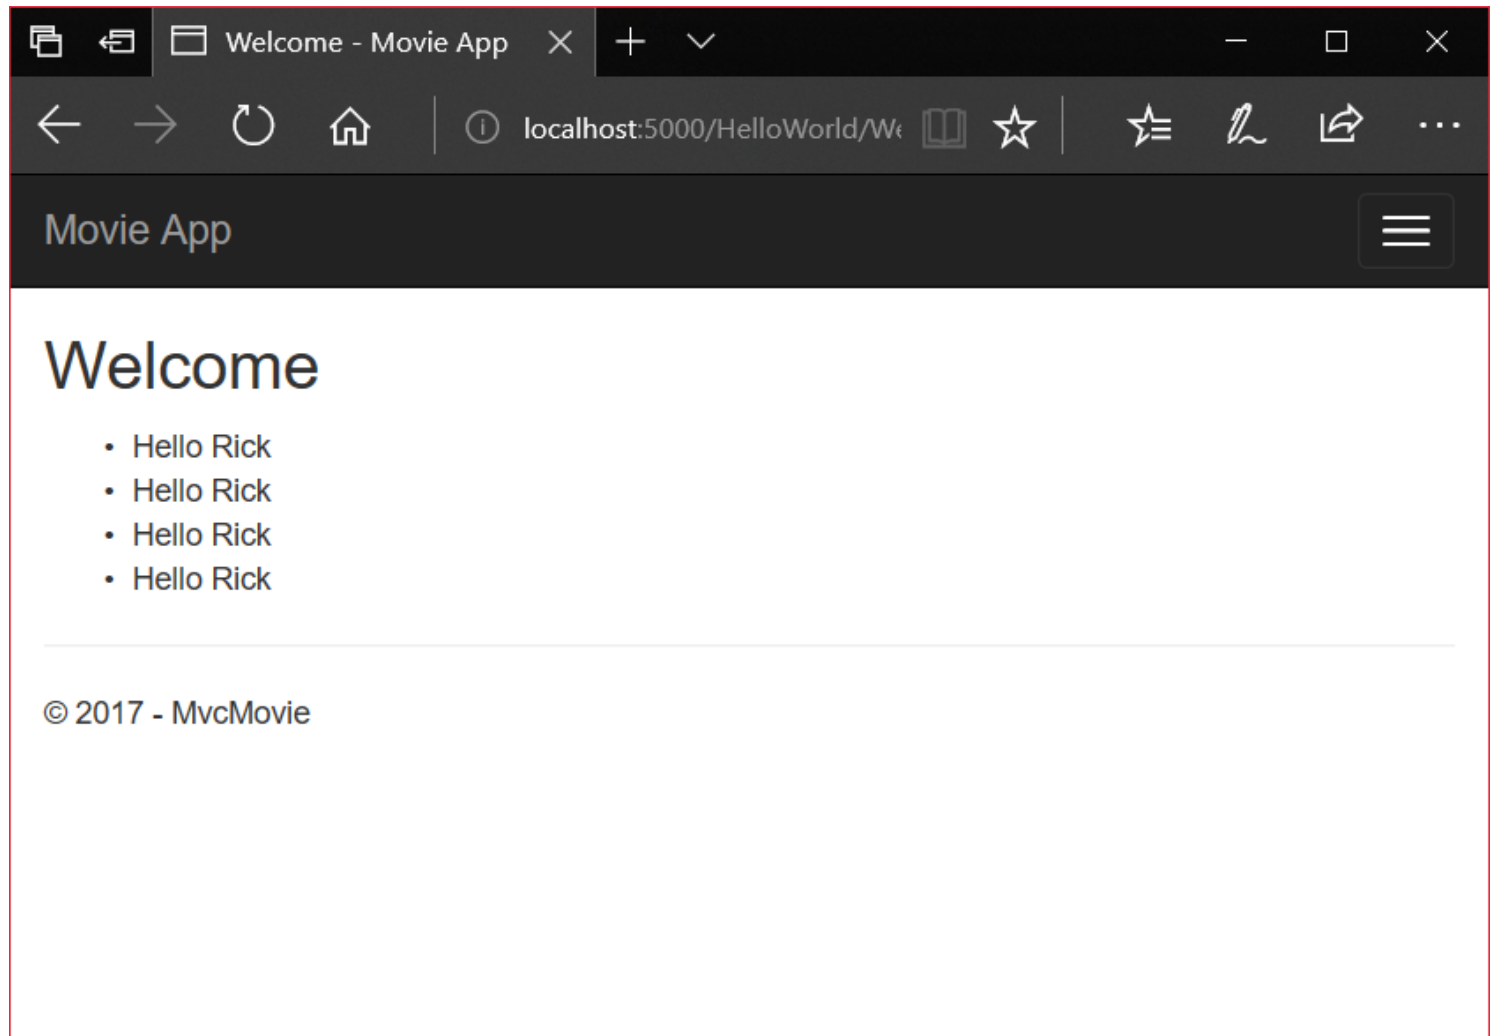 Welcome - Movie App
localhost:5000/HelloWorld/We
Movie App
Welcome
• Hello Rick
• Hello Rick
• Hello Rick
• Hello Rick
© 2017 - MvcMovie